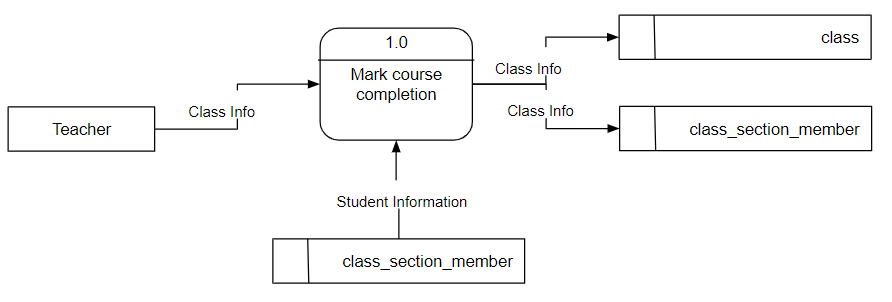 1.0
Mark course
completion
class
Class Info
Class Info
Class Info
Teacher
class_section_member
Student Information
class_section_member